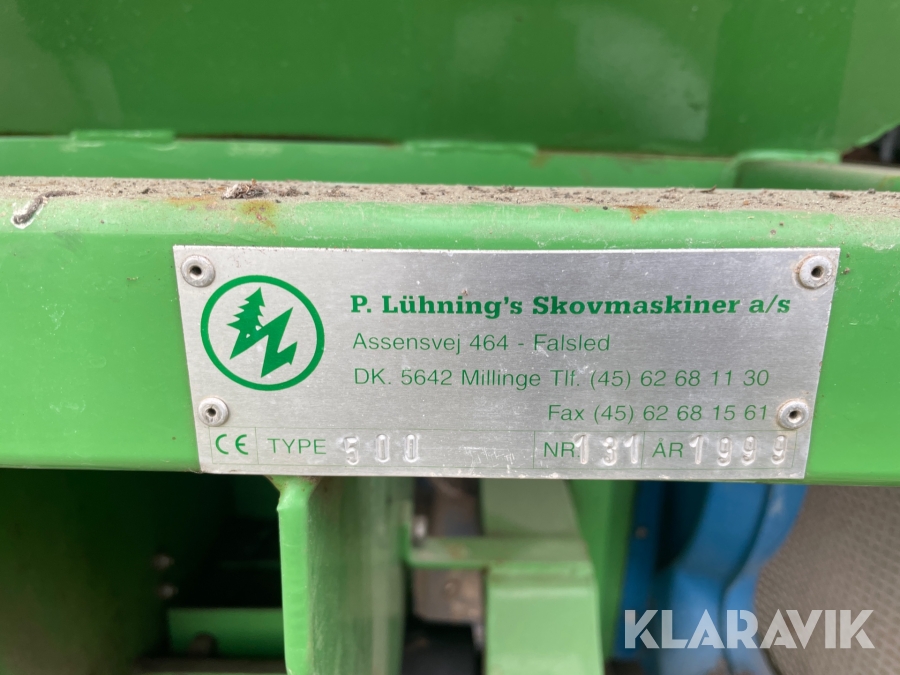 P. Lühning's Skovmaskiner a/s
Assensvej 464 - Falsled
DK. 5642 Millinge Tlf. (45) 62 68 11 30
Fax (45) 62 68 15 61
CE TYPE 500 NR 131 ÅR 1999
KLARAVIK